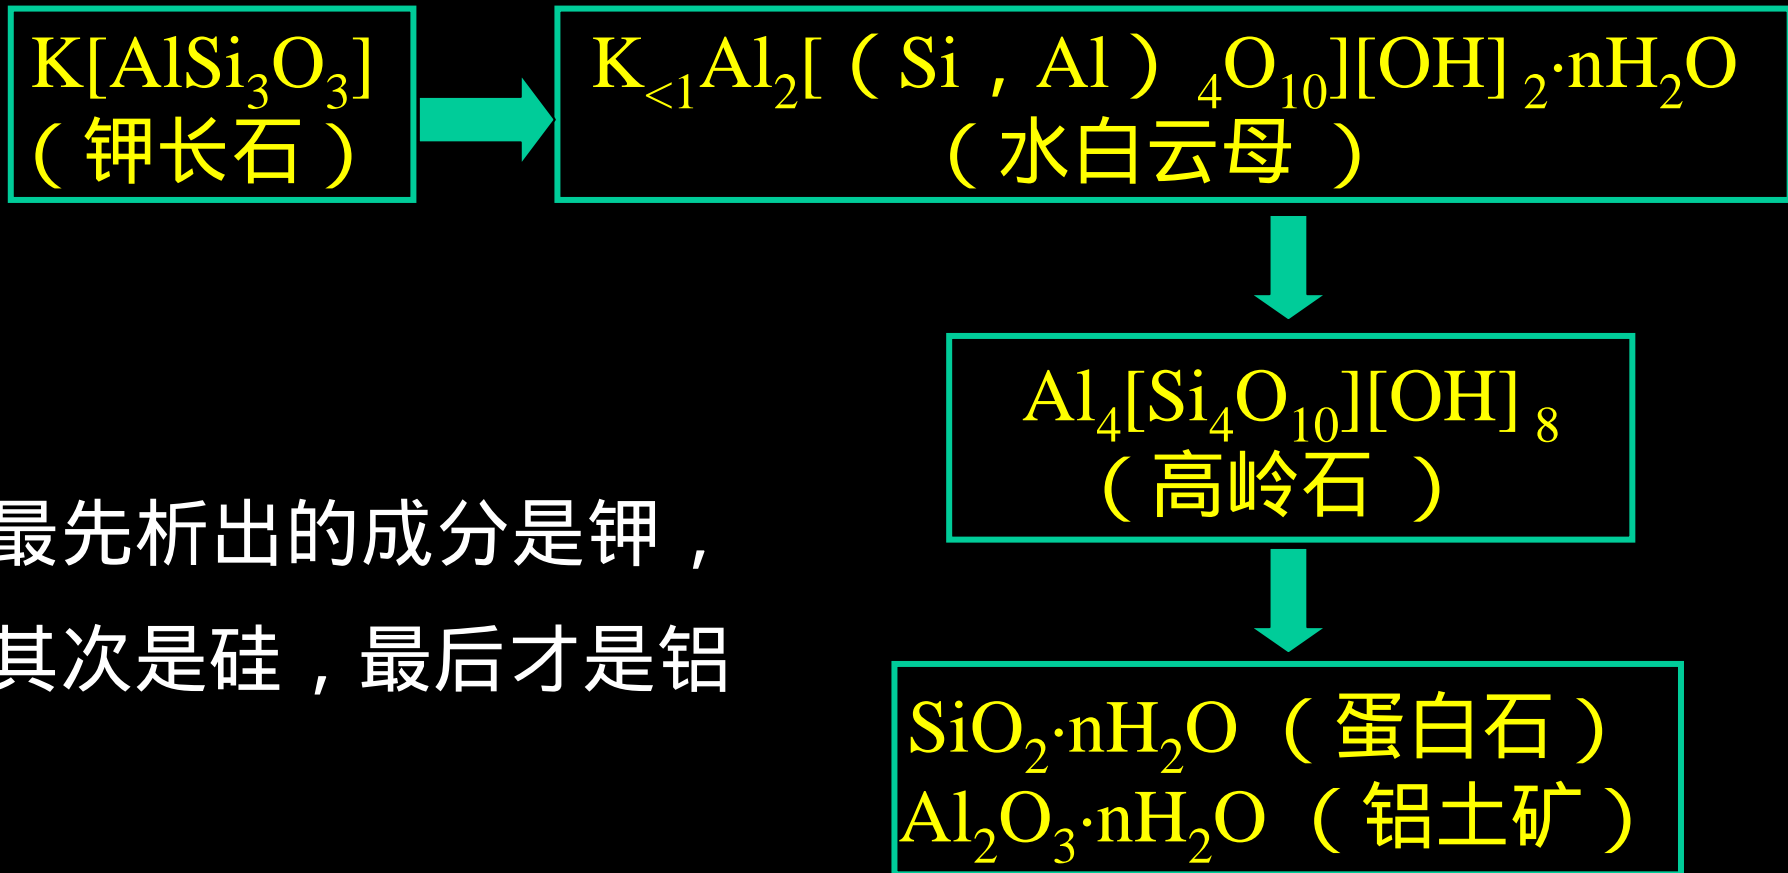 K[AlSi₃O₃]
（钾长石）
K<₁Al₂[（Si，Al）₄O₁₀][OH]₂·nH₂O
（水白云母）
Al₄[Si₄O₁₀][OH]₈
（高岭石）
最先析出的成分是钾，
其次是硅，最后才是铝
SiO₂·nH₂O（蛋白石）
Al₂O₃·nH₂O（铝土矿）